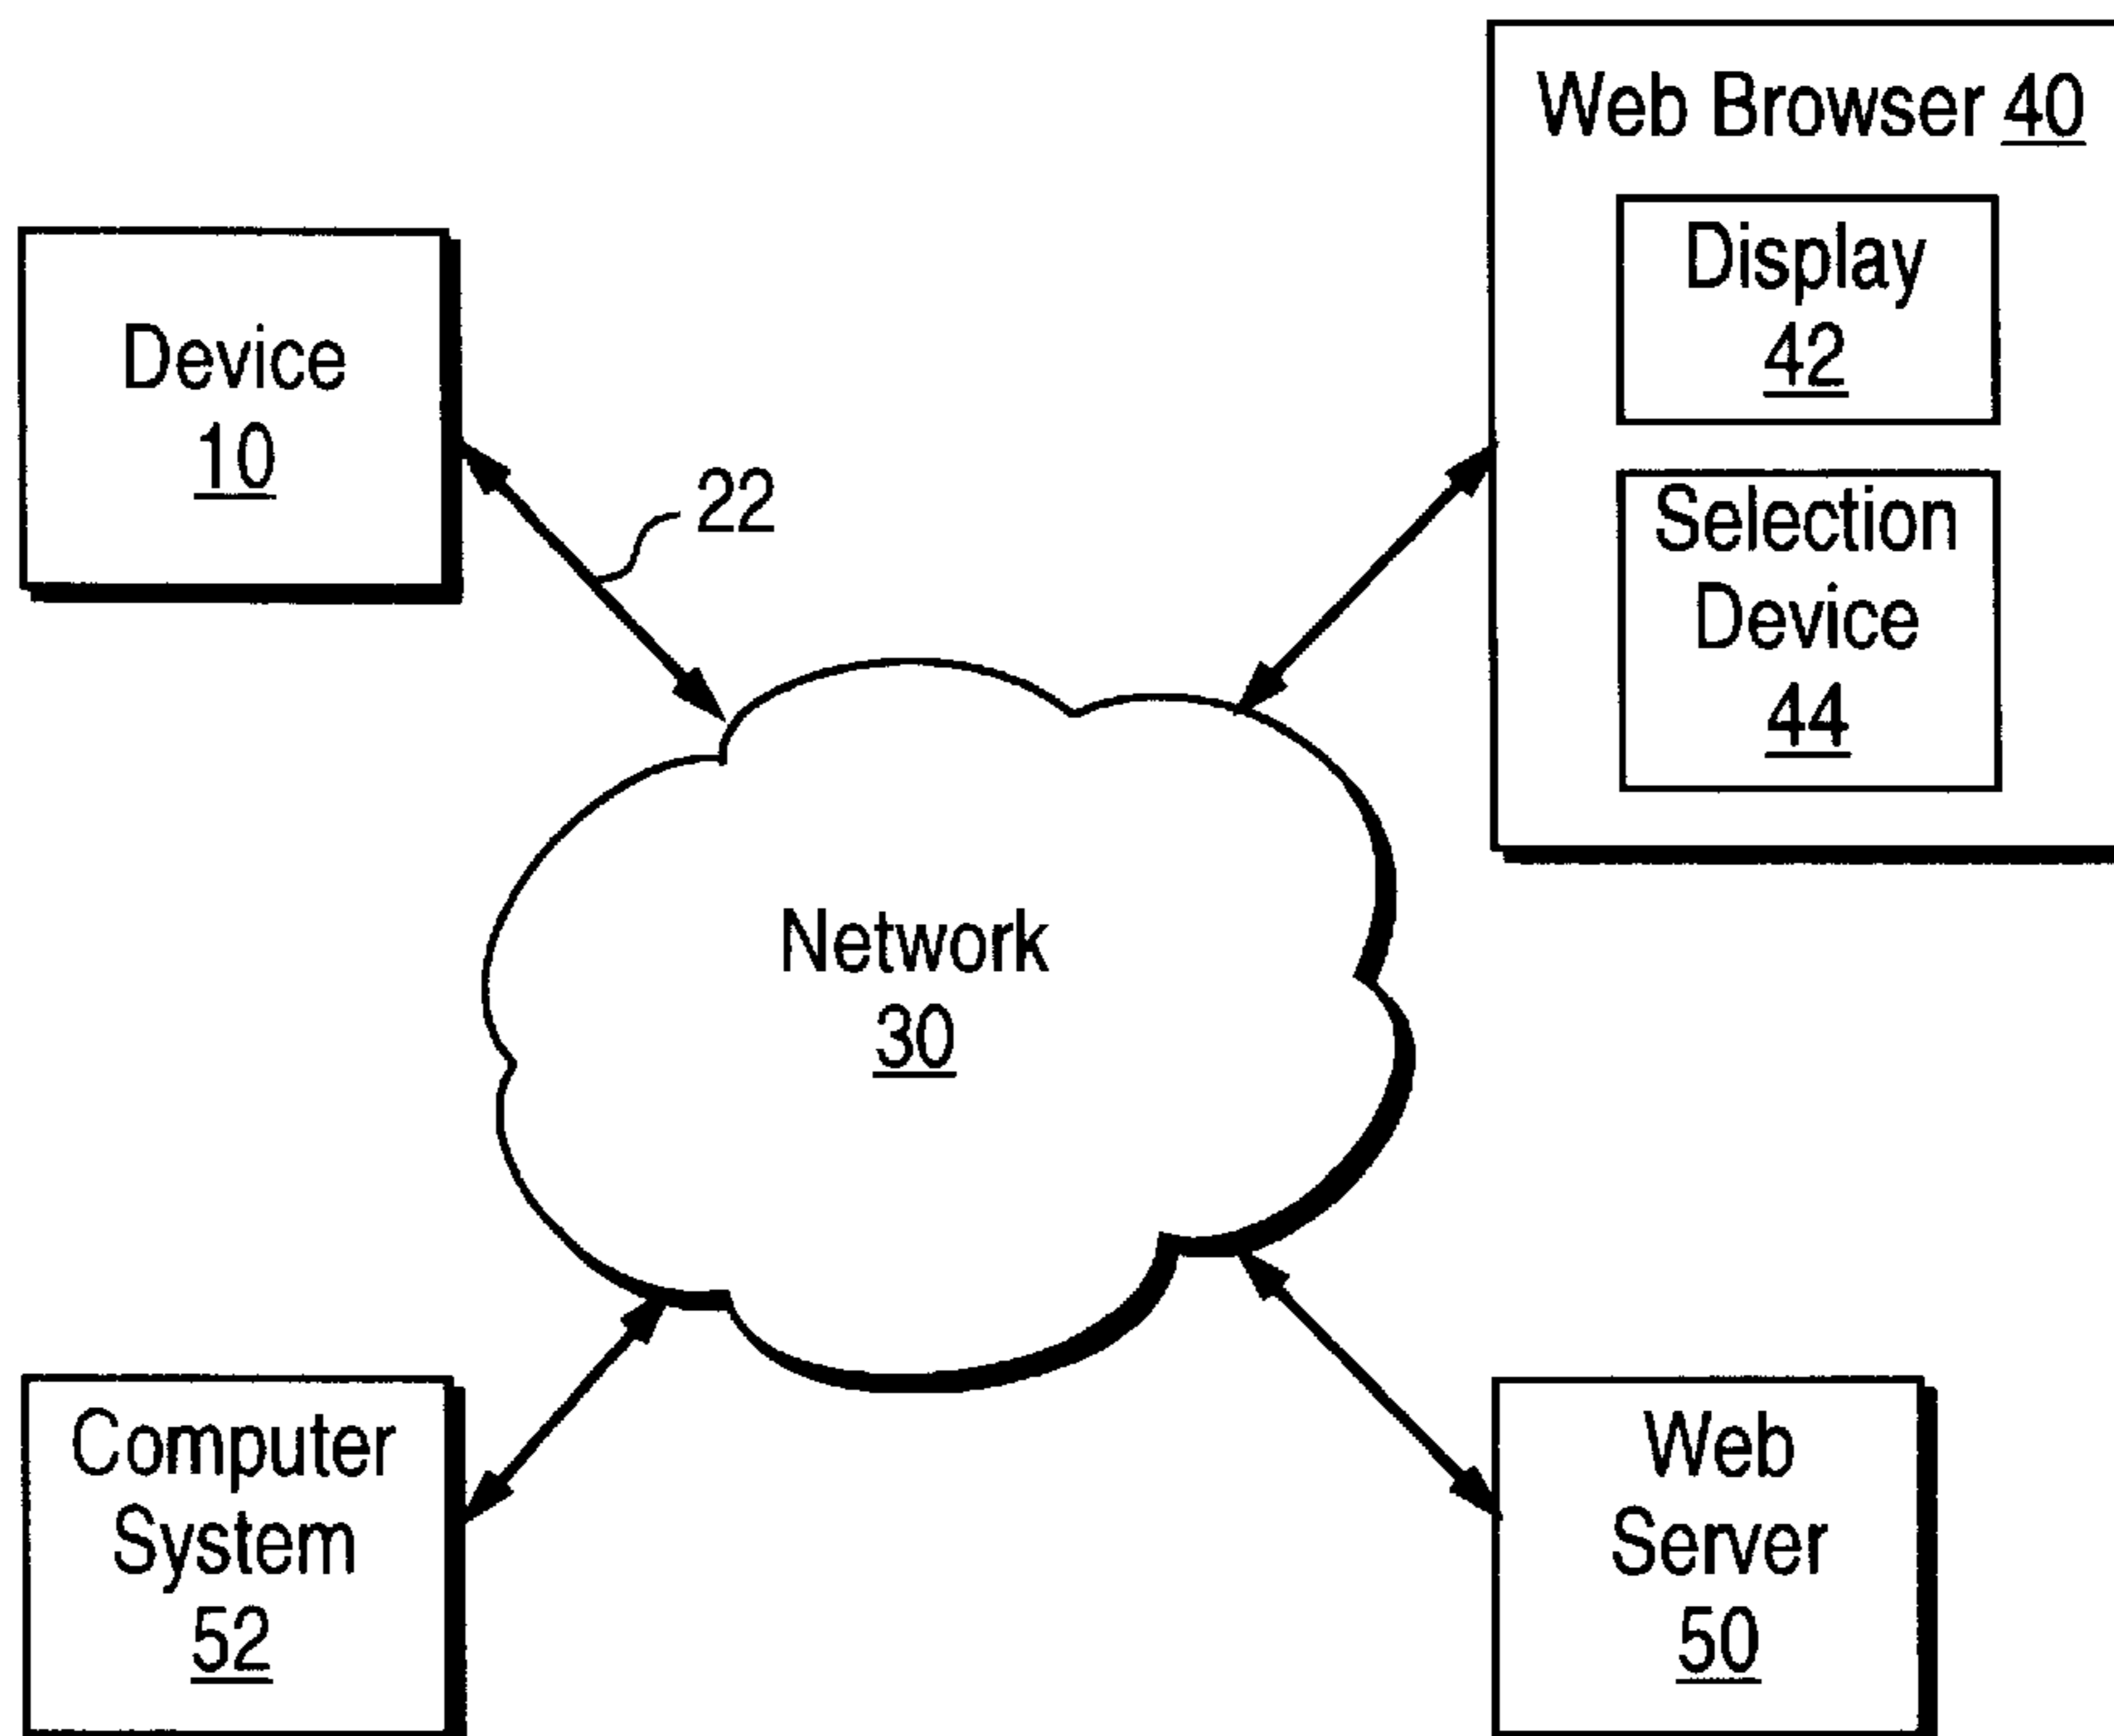 Web Browser 40
Display
42
Selection
Device
44
Device
10
22
Network
30
Computer
System
52
Web
Server
50